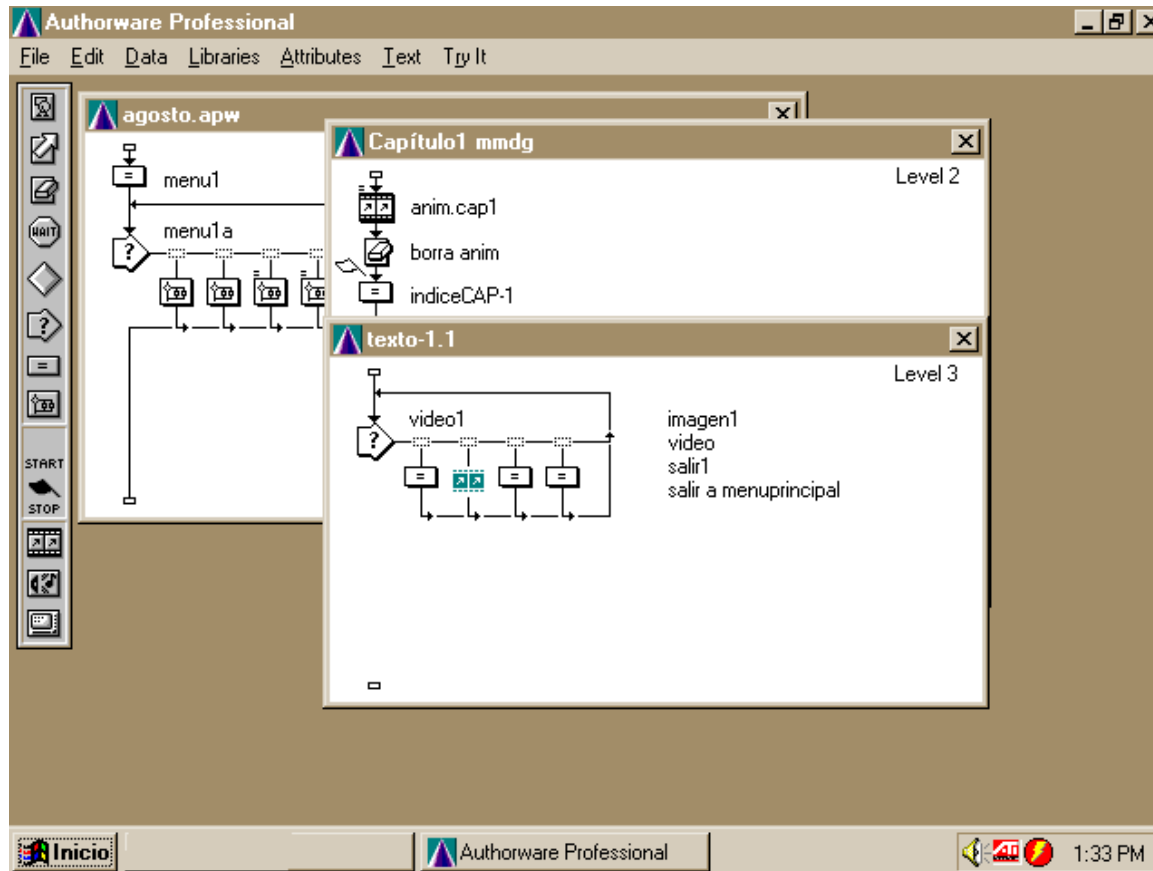 Authorware Professional
File Edit Data Libraries Attributes Text Try It
agosto.apw
menu1
menu1a
Capítulo1 mmdg
Level 2
anim.cap1
borra anim
indiceCAP-1
texto-1.1
Level 3
video1
imagen1
video
salir1
salir a menuprincipal
WAIT
START
STOP
Inicio
Authorware Professional
1:33 PM